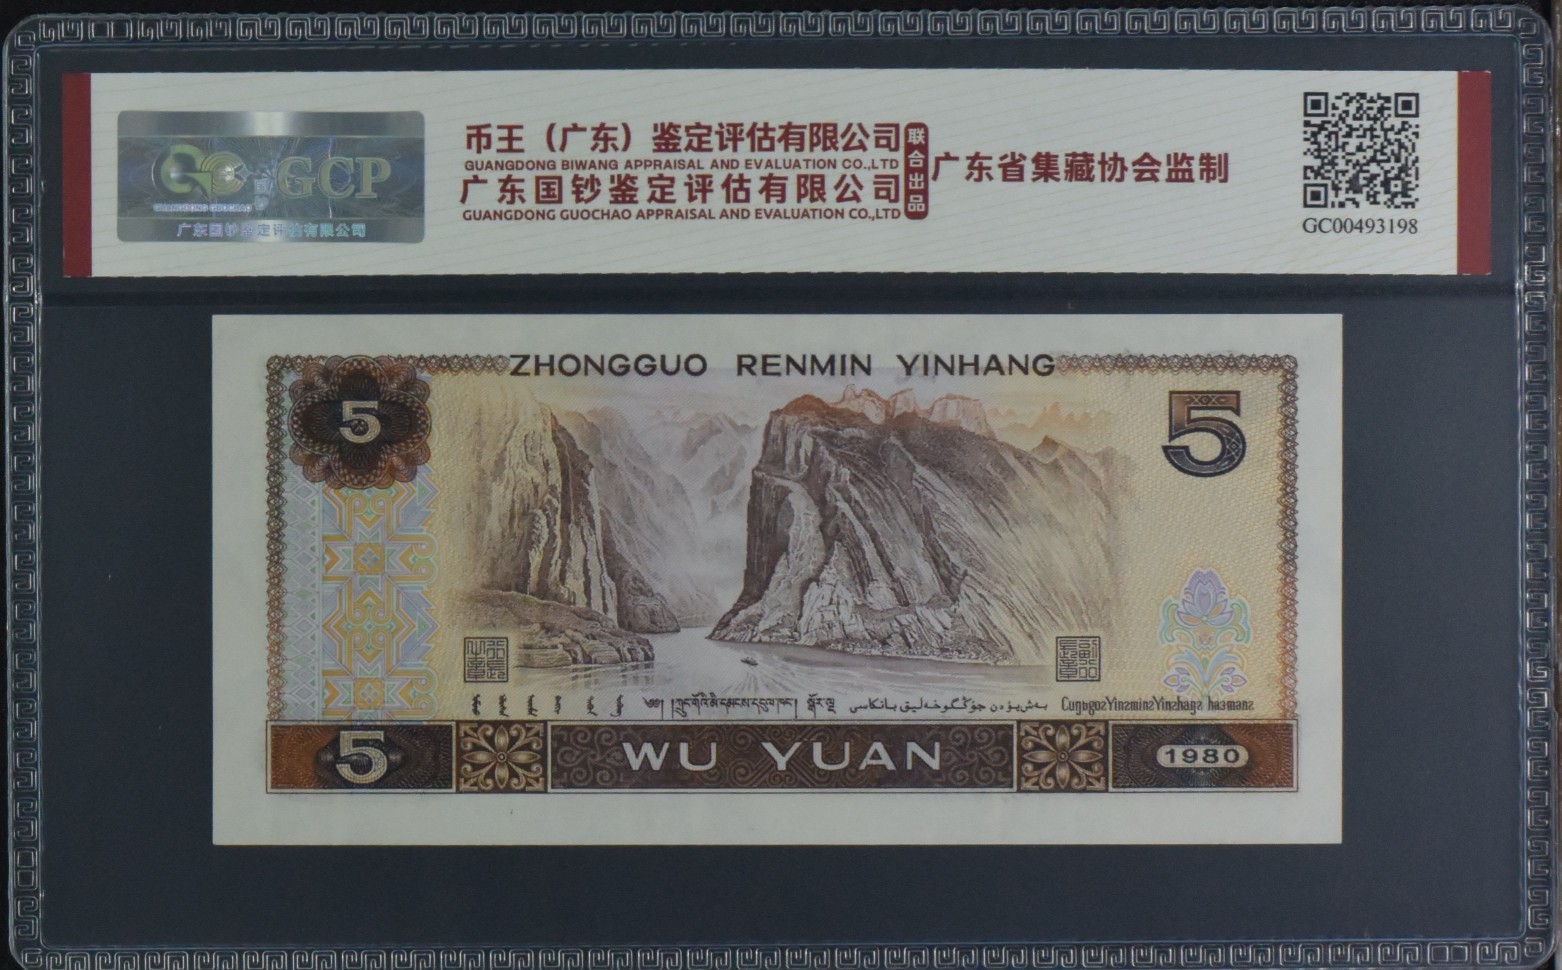 GCP
广东国钞鉴定评估有限公司
币王（广东）鉴定评估有限公司
GUANGDONG BIWANG APPRAISAL AND EVALUATION CO.,LTD
广东国钞鉴定评估有限公司
GUANGDONG GUOCHAO APPRAISAL AND EVALUATION CO.,LTD
联合出品
广东省集藏协会监制
GC00493198
ZHONGGUO RENMIN YINHANG
5
5
5
WU YUAN
1980